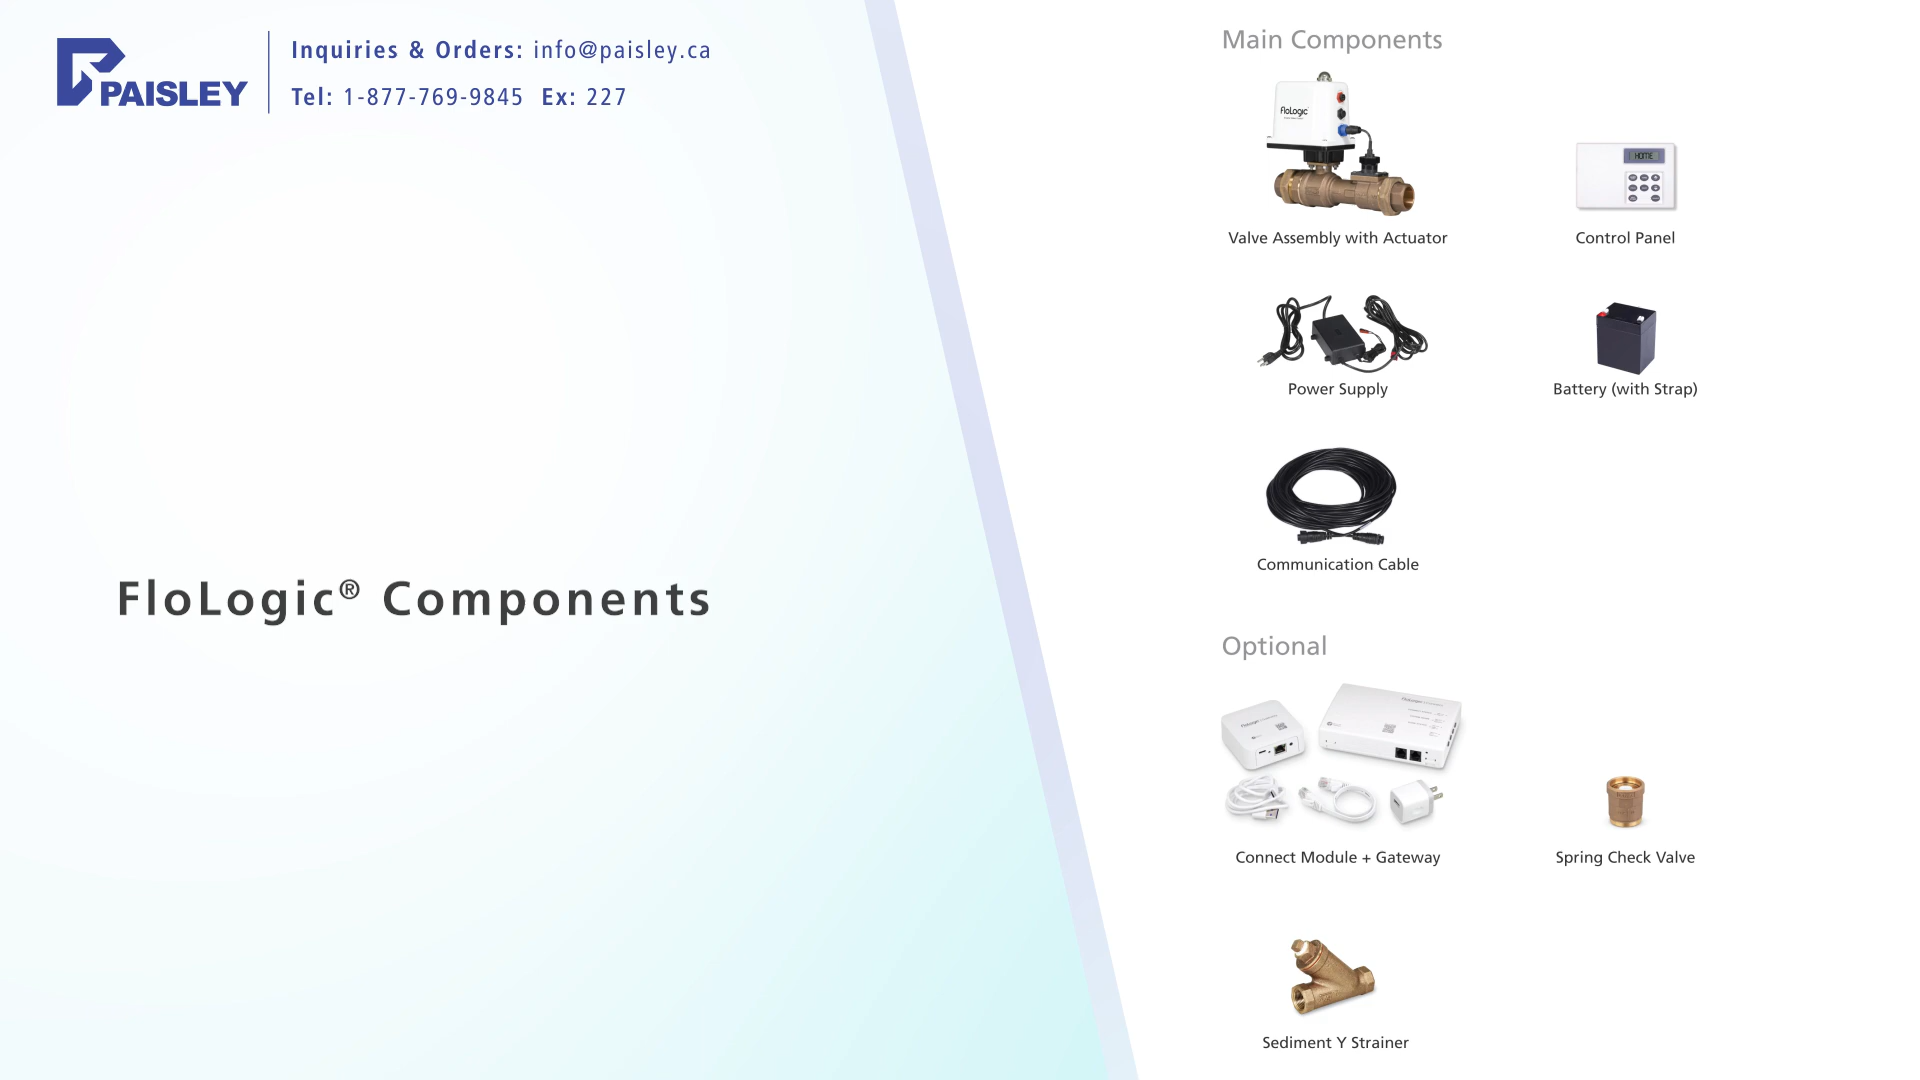 PAISLEY
Inquiries & Orders: info@paisley.ca
Tel: 1-877-769-9845 Ex: 227
FloLogic® Components
Main Components
FloLogic
HOME
Valve Assembly with Actuator
Control Panel
Power Supply
Battery (with Strap)
Communication Cable
Optional
Connect Module + Gateway
Spring Check Valve
Sediment Y Strainer